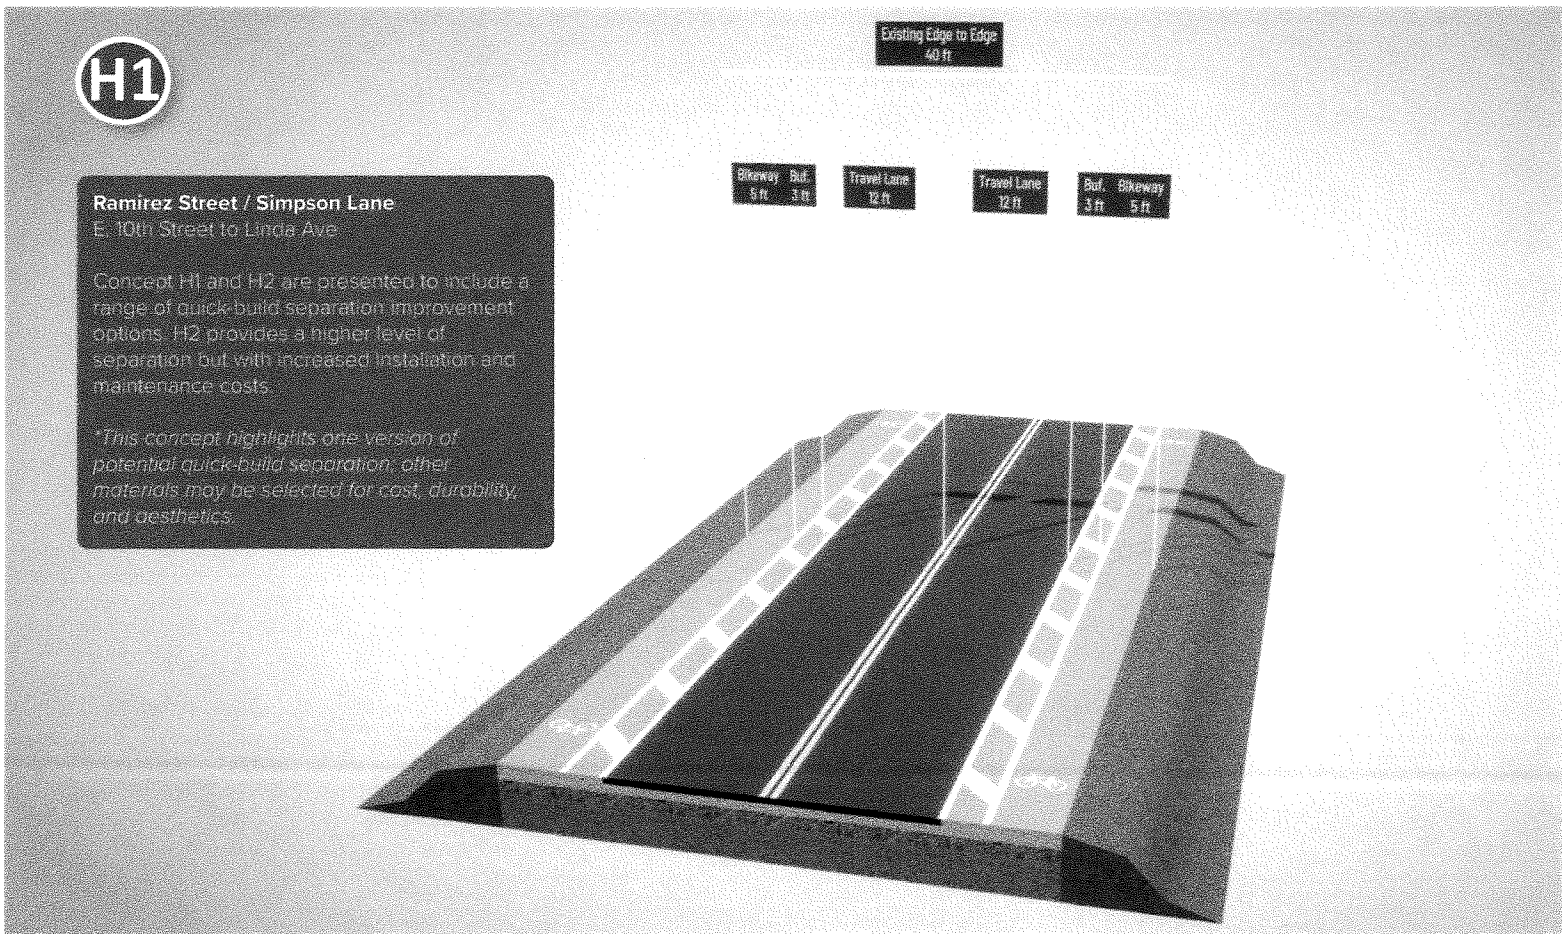 H1
Existing Edge to Edge
40 ft
Bikeway Buf. Travel Lane Travel Lane Buf. Bikeway
5 ft 3 ft 12 ft 12 ft 3 ft 5 ft
Ramirez Street / Simpson Lane
E. 10th Street to Linda Ave
Concept H1 and H2 are presented to include a
range of quick-build separation improvement
options. H2 provides a higher level of
separation but with increased installation and
maintenance costs.
*This concept highlights one version of
potential quick-build separation; other
materials may be selected for cost, durability,
and aesthetics.